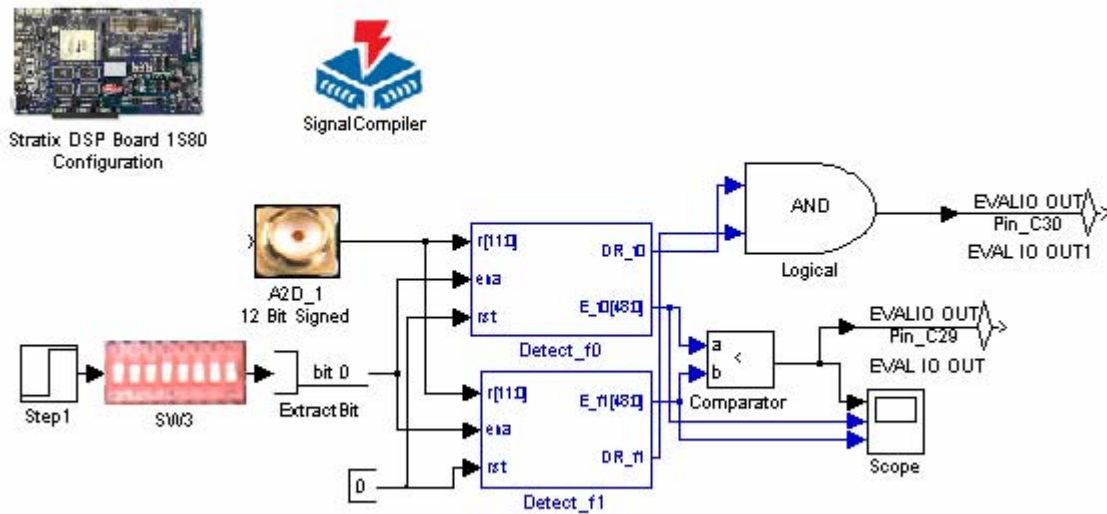 Stratix DSP Board 1S80
Configuration
SignalCompiler
A2D_1
12 Bit Signed
r[11:0]
ena
rst
DR_f0
E_f0[48:0]
Detect_f0
AND
Logical
EVALIO OUT
Pin_C30
EVAL IO OUT1
Step1
SW3
bit 0
ExtractBit
r[11:0]
ena
rst
E_f1[48:0]
DR_f1
Detect_f1
0
a
b
<
Comparator
EVALIO OUT
Pin_C29
EVAL IO OUT
Scope